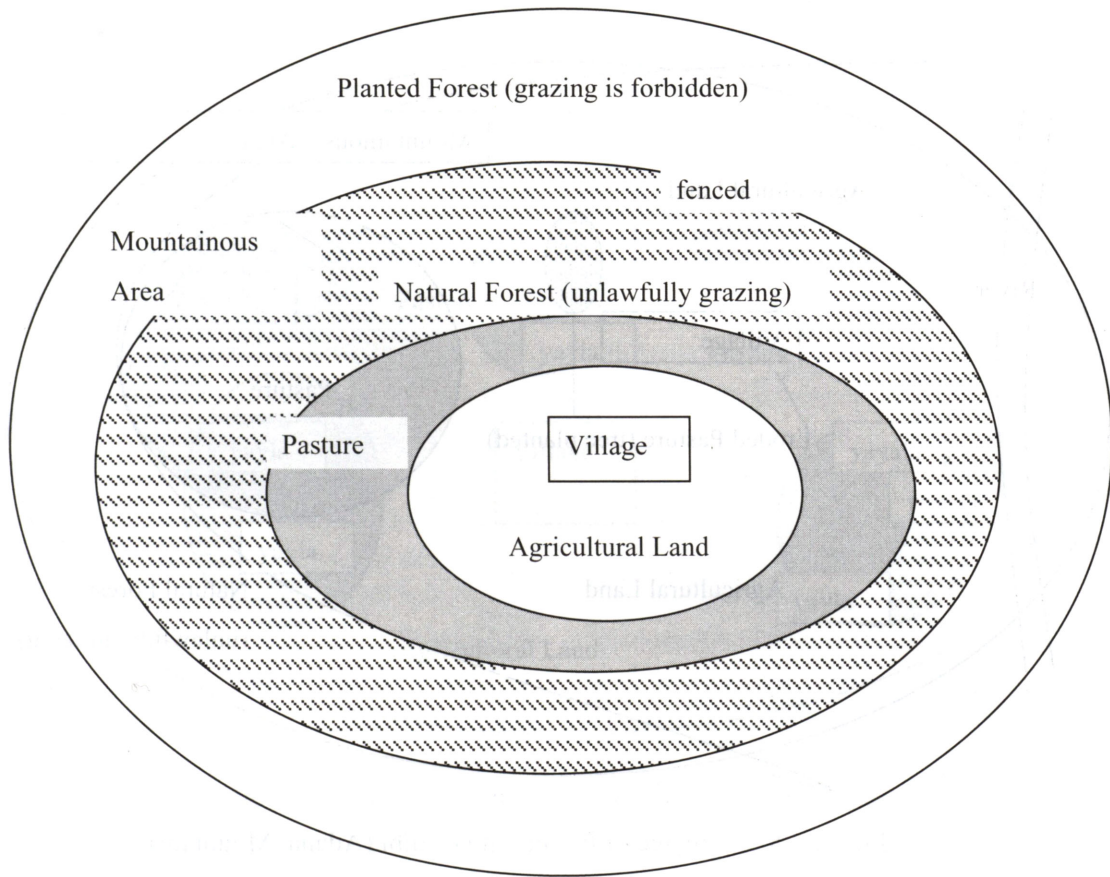 Planted Forest (grazing is forbidden)
fenced
Mountainous
Area
Natural Forest (unlawfully grazing)
Pasture
Village
Agricultural Land